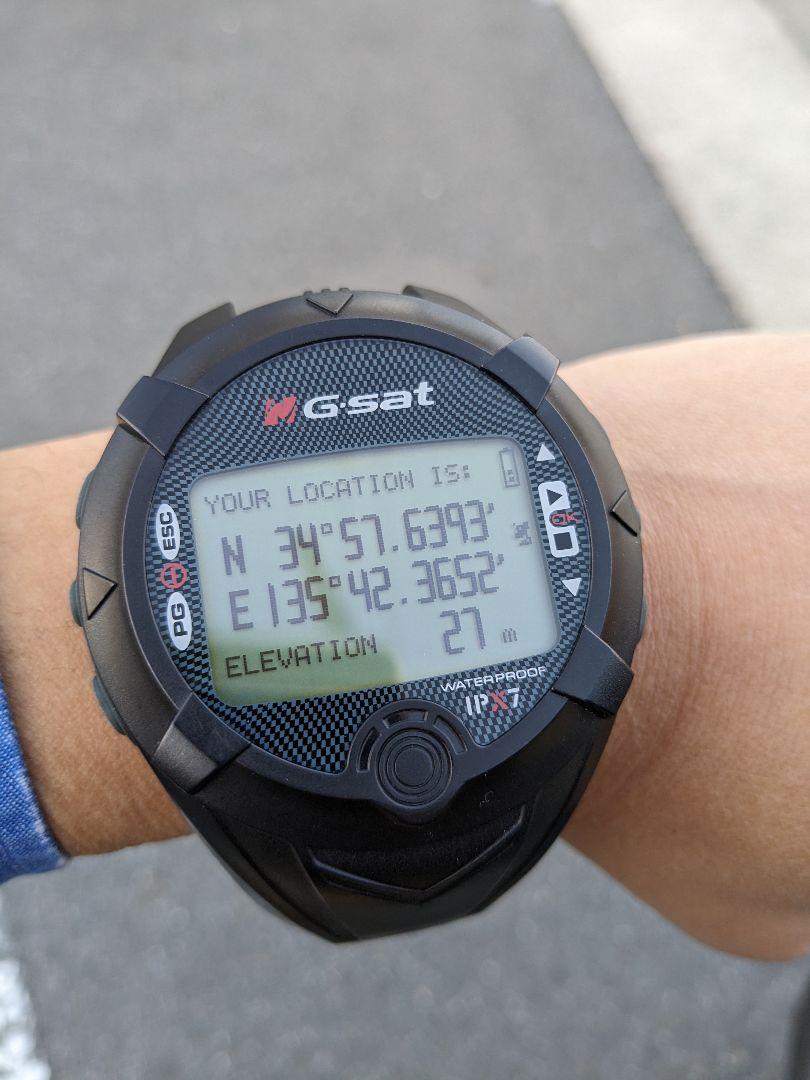 G·sat
YOUR LOCATION IS:
N 34°57.6393'
E 135°42.3652'
ELEVATION 27 m
ESC
PG
OK
WATERPROOF
IPX7